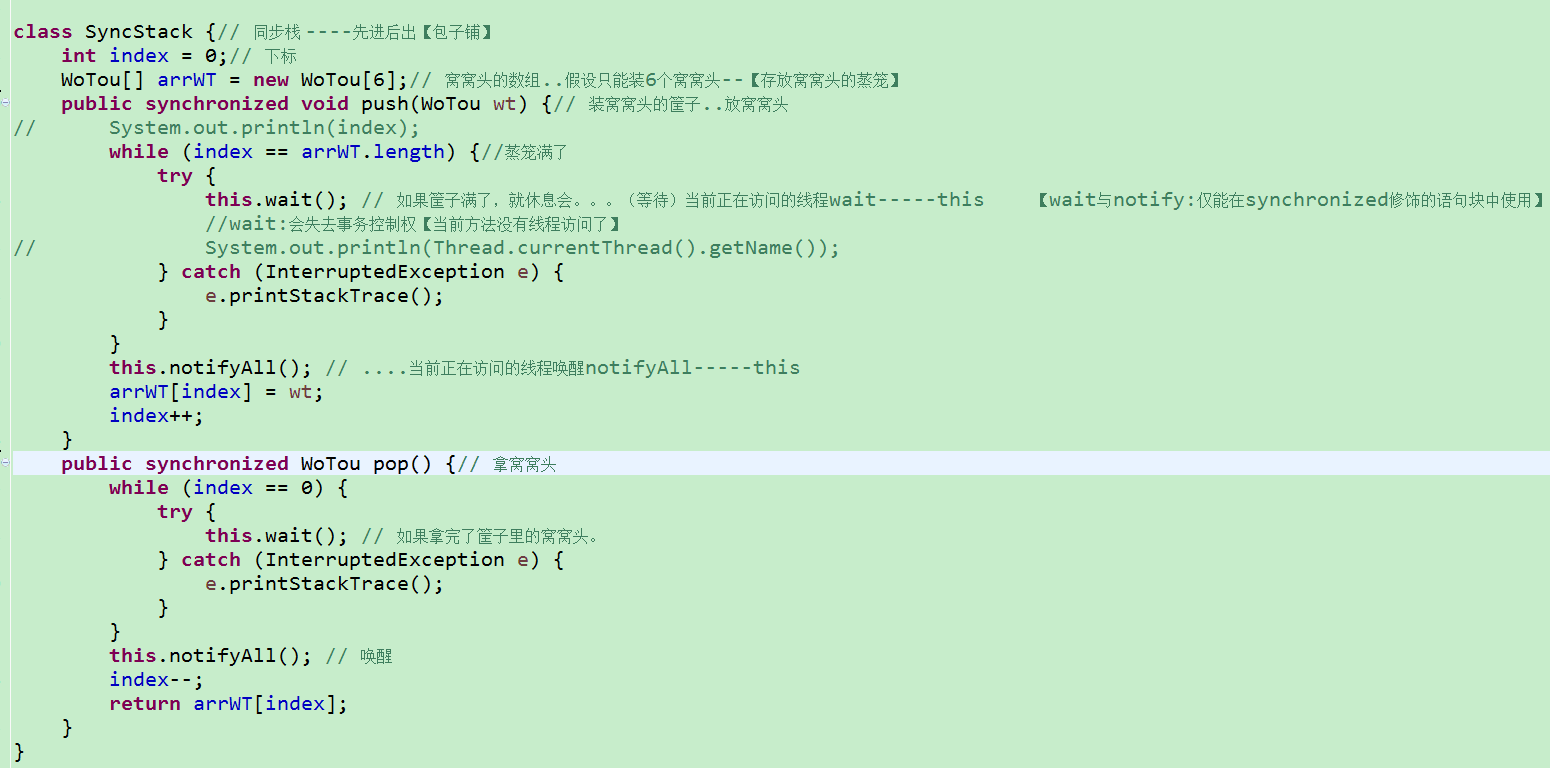 class SyncStack {// 同步栈 ----先进后出【包子铺】
    int index = 0;// 下标
    WoTou[] arrWT = new WoTou[6];// 窝窝头的数组..假设只能装6个窝窝头--【存放窝窝头的蒸笼】
    public synchronized void push(WoTou wt) {// 装窝窝头的筐子..放窝窝头
//      System.out.println(index);
        while (index == arrWT.length) {//蒸笼满了
            try {
                this.wait(); // 如果筐子满了，就休息会。。。（等待）当前正在访问的线程wait-----this    【wait与notify:仅能在synchronized修饰的语句块中使用】
                //wait:会失去事务控制权【当前方法没有线程访问了】
//              System.out.println(Thread.currentThread().getName());
            } catch (InterruptedException e) {
                e.printStackTrace();
            }
        }
        this.notifyAll(); // ....当前正在访问的线程唤醒notifyAll-----this
        arrWT[index] = wt;
        index++;
    }
    public synchronized WoTou pop() {// 拿窝窝头
        while (index == 0) {
            try {
                this.wait(); // 如果拿完了筐子里的窝窝头。
            } catch (InterruptedException e) {
                e.printStackTrace();
            }
        }
        this.notifyAll(); // 唤醒
        index--;
        return arrWT[index];
    }
}